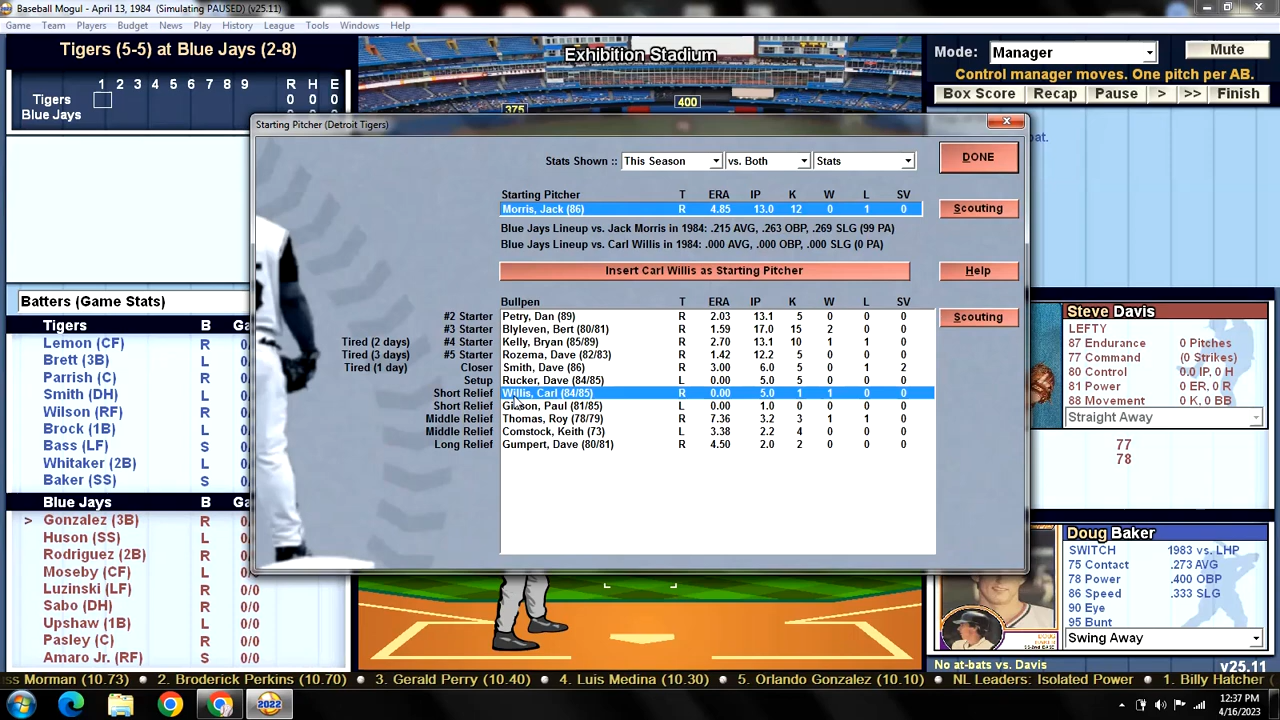 Baseball Mogul - April 13, 1984 (Simulating PAUSED) (v25.11)
Game Team Players Budget News Play History League Tools Windows Help
Tigers (5-5) at Blue Jays (2-8)
1 2 3 4 5 6 7 8 9 R H E
Tigers 0 0 0
Blue Jays 0 0 0
Exhibition Stadium
375
400
Mode: Manager
Mute
Control manager moves. One pitch per AB.
Box Score Recap Pause > >> Finish
Starting Pitcher (Detroit Tigers)
Stats Shown :: This Season vs. Both Stats
DONE
Starting Pitcher T ERA IP K W L SV
Morris, Jack (86) R 4.85 13.0 12 0 1 0
Scouting
Blue Jays Lineup vs. Jack Morris in 1984: .215 AVG, .263 OBP, .269 SLG (99 PA)
Blue Jays Lineup vs. Carl Willis in 1984: .000 AVG, .000 OBP, .000 SLG (0 PA)
Insert Carl Willis as Starting Pitcher
Help
Bullpen T ERA IP K W L SV
#2 Starter Petry, Dan (89) R 2.03 13.1 5 0 0 0
Scouting
#3 Starter Blyleven, Bert (80/81) R 1.59 17.0 15 2 0 0
Tired (2 days) #4 Starter Kelly, Bryan (85/89) R 2.70 13.1 10 1 1 0
Tired (3 days) #5 Starter Rozema, Dave (82/83) R 1.42 12.2 5 0 0 0
Tired (1 day) Closer Smith, Dave (86) R 3.00 6.0 5 0 1 2
Setup Rucker, Dave (84/85) L 0.00 5.0 5 0 0 0
Short Relief Willis, Carl (84/85) R 0.00 5.0 1 1 0 0
Short Relief Gibson, Paul (81/85) L 0.00 1.0 0 0 0 0
Middle Relief Thomas, Roy (78/79) R 7.36 3.2 3 1 1 0
Middle Relief Comstock, Keith (73) L 3.38 2.2 4 0 0 0
Long Relief Gumpert, Dave (80/81) R 4.50 2.0 2 0 0 0
at.
Batters (Game Stats)
Tigers B Ga
Lemon (CF) R 0/
Brett (3B) L 0/
Parrish (C) R 0/
Smith (DH) L 0/
Wilson (RF) R 0/
Brock (1B) L 0/
Bass (LF) S 0/
Whitaker (2B) L 0/
Baker (SS) S 0/
Blue Jays B Ga
> Gonzalez (3B) R 0/
Huson (SS) L 0/
Rodriguez (2B) R 0/
Moseby (CF) L 0/0
Luzinski (LF) R 0/0
Sabo (DH) R 0/0
Upshaw (1B) L 0/0
Pasley (C) R 0/0
Amaro Jr. (RF) S 0/0
Steve Davis
LEFTY
87 Endurance 0 Pitches
77 Command (0 Strikes)
80 Control 0.0 IP, 0 H
81 Power 0 ER, 0 R
88 Movement 0 K, 0 BB
Straight Away
77
78
Doug Baker
SWITCH 1983 vs. LHP
75 Contact .273 AVG
78 Power .400 OBP
86 Speed .333 SLG
90 Eye
95 Bunt
Swing Away
No at-bats vs. Davis
v25.11
ss Morman (10.73) • 2. Broderick Perkins (10.70) • 3. Gerald Perry (10.40) • 4. Luis Medina (10.30) • 5. Orlando Gonzalez (10.10) • NL Leaders: Isolated Power • 1. Billy Hatcher (
2022
12:37 PM
4/16/2023